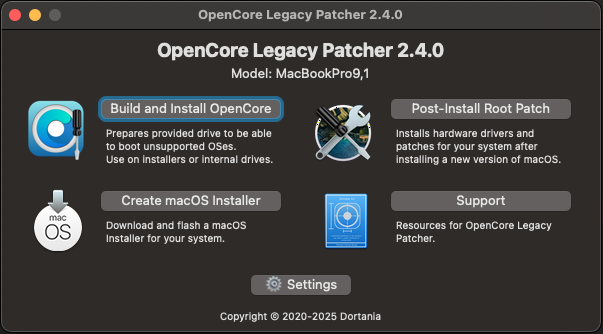 OpenCore Legacy Patcher 2.4.0
OpenCore Legacy Patcher 2.4.0
Model: MacBookPro9,1
Build and Install OpenCore
Prepares provided drive to be able
to boot unsupported OSes.
Use on installers or internal drives.
Post-Install Root Patch
Installs hardware drivers and
patches for your system after
installing a new version of macOS.
mac
OS
Create macOS Installer
Download and flash a macOS
Installer for your system.
Support
Resources for OpenCore Legacy
Patcher.
Settings
Copyright © 2020-2025 Dortania